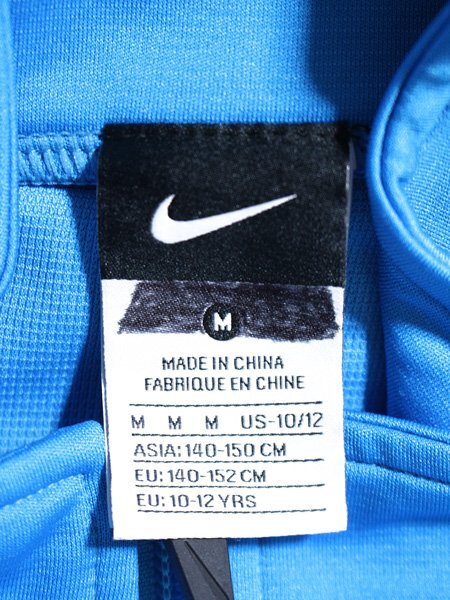 M
MADE IN CHINA
FABRIQUE EN CHINE
M M M US-10/12
ASIA: 140-150 CM
EU: 140-152 CM
EU: 10-12 YRS